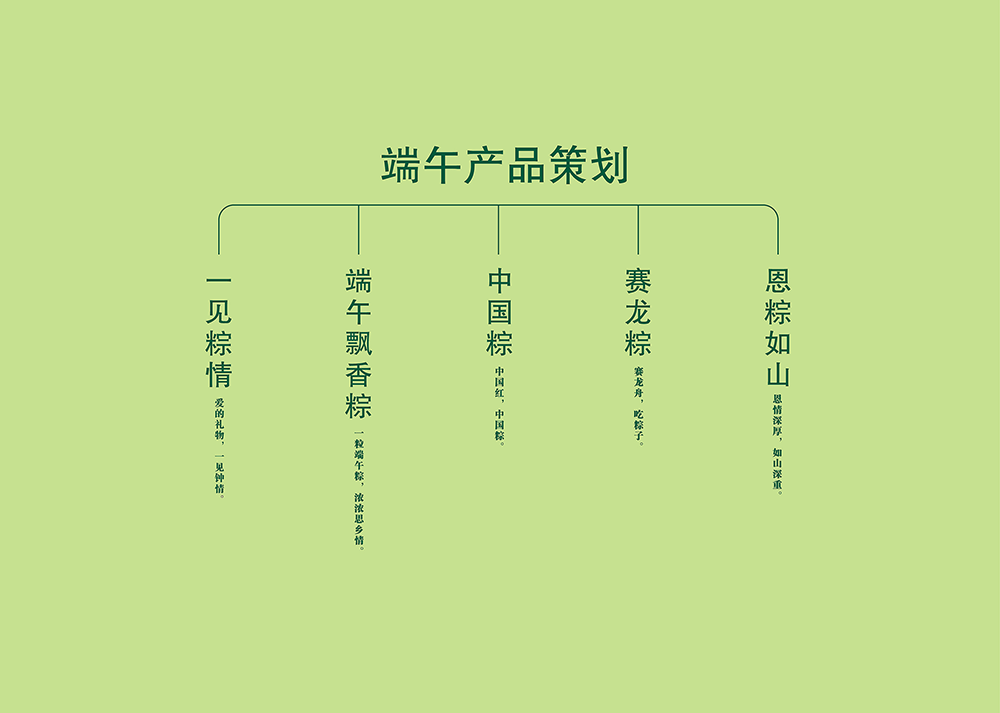 端午产品策划
一见粽情
爱的礼物，一见钟情。
端午飘香粽
一粒端午粽，浓浓思乡情。
中国粽
中国红，中国粽。
赛龙粽
赛龙舟，吃粽子。
恩粽如山
恩情深厚，如山深重。